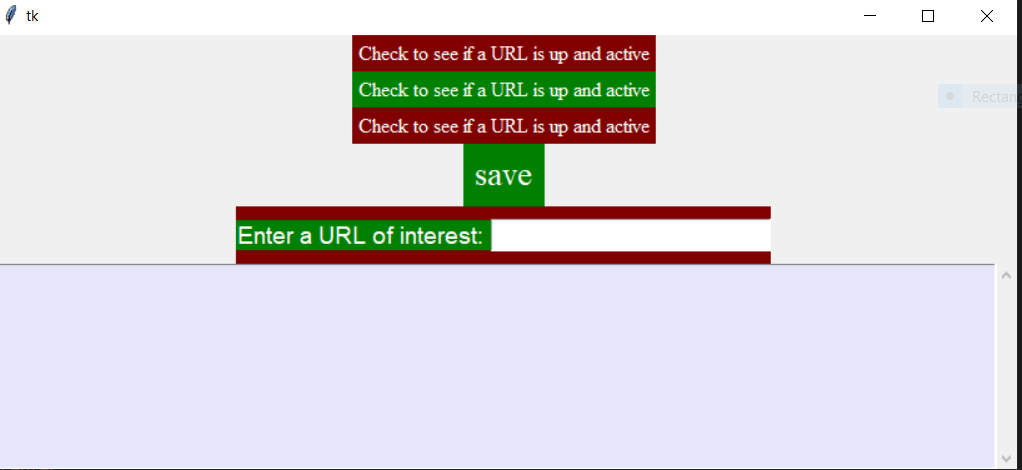 tk
Rectang
Check to see if a URL is up and active
Check to see if a URL is up and active
Check to see if a URL is up and active
save
Enter a URL of interest: